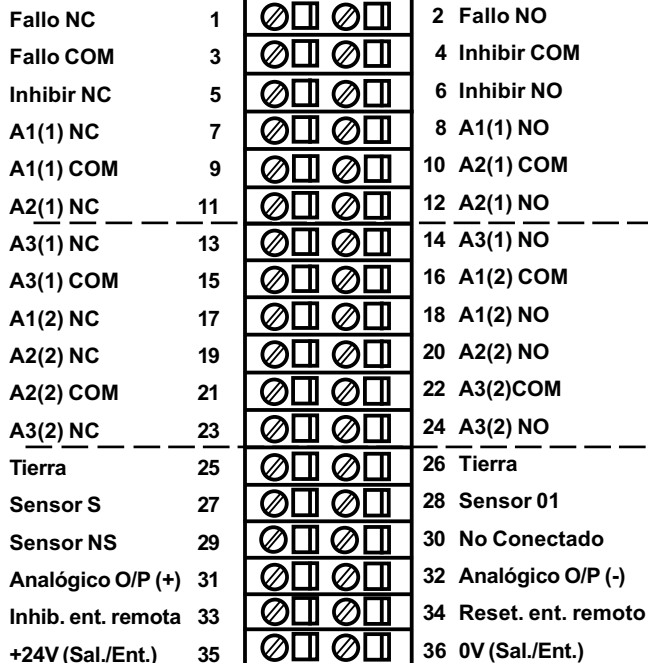 Fallo NC 1 2 Fallo NO
Fallo COM 3 4 Inhibir COM
Inhibir NC 5 6 Inhibir NO
A1(1) NC 7 8 A1(1) NO
A1(1) COM 9 10 A2(1) COM
A2(1) NC 11 12 A2(1) NO
A3(1) NC 13 14 A3(1) NO
A3(1) COM 15 16 A1(2) COM
A1(2) NC 17 18 A1(2) NO
A2(2) NC 19 20 A2(2) NO
A2(2) COM 21 22 A3(2)COM
A3(2) NC 23 24 A3(2) NO
Tierra 25 26 Tierra
Sensor S 27 28 Sensor 01
Sensor NS 29 30 No Conectado
Analógico O/P (+) 31 32 Analógico O/P (-)
Inhib. ent. remota 33 34 Reset. ent. remoto
+24V (Sal./Ent.) 35 36 0V (Sal./Ent.)